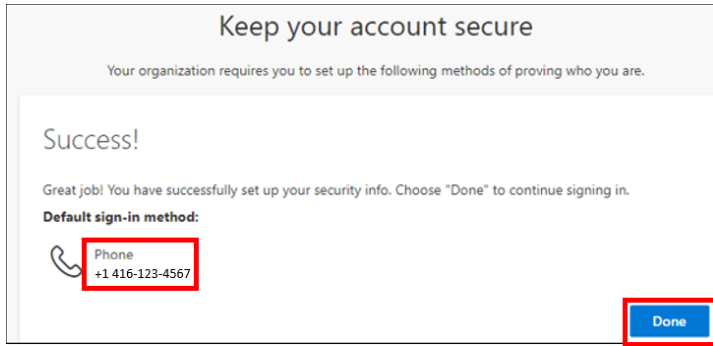 Keep your account secure
Your organization requires you to set up the following methods of proving who you are.
Success!
Great job! You have successfully set up your security info. Choose "Done" to continue signing in.
Default sign-in method:
Phone
+1 416-123-4567
Done